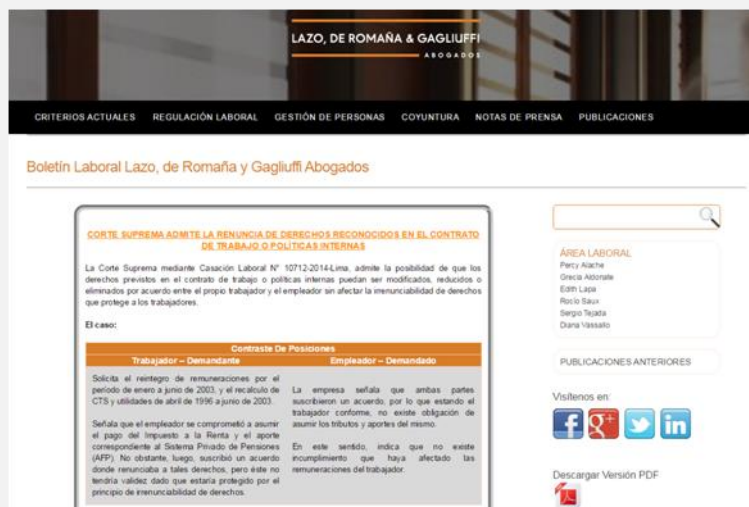 LAZO, DE ROMAÑA & GAGLIUFFI
ABOGADOS
CRITERIOS ACTUALES REGULACIÓN LABORAL GESTIÓN DE PERSONAS COYUNTURA NOTAS DE PRENSA PUBLICACIONES
Boletín Laboral Lazo, de Romaña y Gagliuffi Abogados
CORTE SUPREMA ADMITE LA RENUNCIA DE DERECHOS RECONOCIDOS EN EL CONTRATO
DE TRABAJO O POLÍTICAS INTERNAS
La Corte Suprema mediante Casación Laboral N° 10712-2014-Lima, admite la posibilidad de que los
derechos previstos en el contrato de trabajo o políticas internas puedan ser modificados, reducidos o
eliminados por acuerdo entre el propio trabajador y el empleador sin afectar la irrenunciabilidad de derechos
que protege a los trabajadores.
El caso:
Contraste De Posiciones
Trabajador – Demandante
Solicita el reintegro de remuneraciones por el
período de enero a junio de 2003, y el recalculo de
CTS y utilidades de abril de 1996 a junio de 2003.
Señala que el empleador se comprometió a asumir
el pago del Impuesto a la Renta y el aporte
correspondiente al Sistema Privado de Pensiones
(AFP). No obstante, luego, suscribió un acuerdo
donde renunciaba a tales derechos, pero éste no
tendría validez dado que estaría protegido por el
principio de irrenunciabilidad de derechos.
Empleador – Demandado
La empresa señala que ambas partes
suscribieron un acuerdo, por lo que estando el
trabajador conforme, no existe obligación de
asumir los tributos y aportes del mismo.
En este sentido, indica que no existe
incumplimiento que haya afectado las
remuneraciones del trabajador.
ÁREA LABORAL
Percy Alache
Grecia Aldonate
Edith Lapa
Rocío Saux
Sergio Tejada
Diana Vassallo
PUBLICACIONES ANTERIORES
Visítenos en:
f g+ in
Descargar Versión PDF